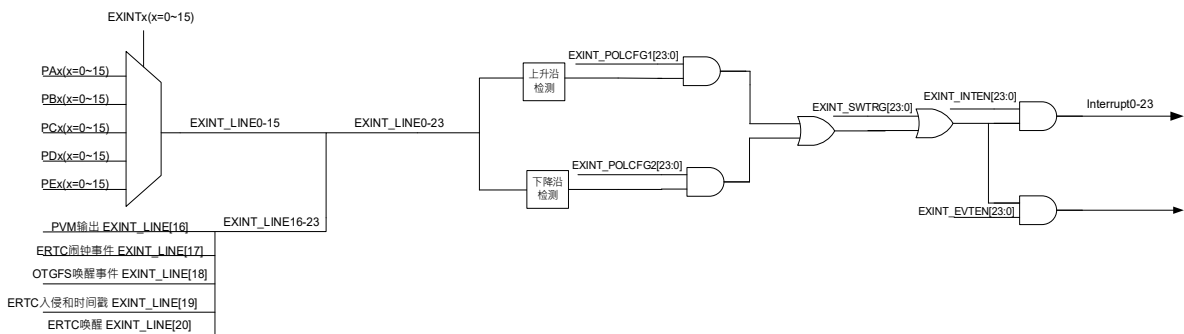 EXINTx(x=0~15)
PAx(x=0~15)
PBx(x=0~15)
PCx(x=0~15)
PDx(x=0~15)
PEx(x=0~15)
EXINT_LINE0-15
EXINT_LINE0-23
EXINT_LINE16-23
PVM输出 EXINT_LINE[16]
ERTC闹钟事件 EXINT_LINE[17]
OTGFS唤醒事件 EXINT_LINE[18]
ERTC入侵和时间戳 EXINT_LINE[19]
ERTC唤醒 EXINT_LINE[20]
上升沿
检测
下降沿
检测
EXINT_POLCFG1[23:0]
EXINT_POLCFG2[23:0]
EXINT_SWTRG[23:0]
EXINT_INTEN[23:0]
EXINT_EVTEN[23:0]
Interrupt0-23